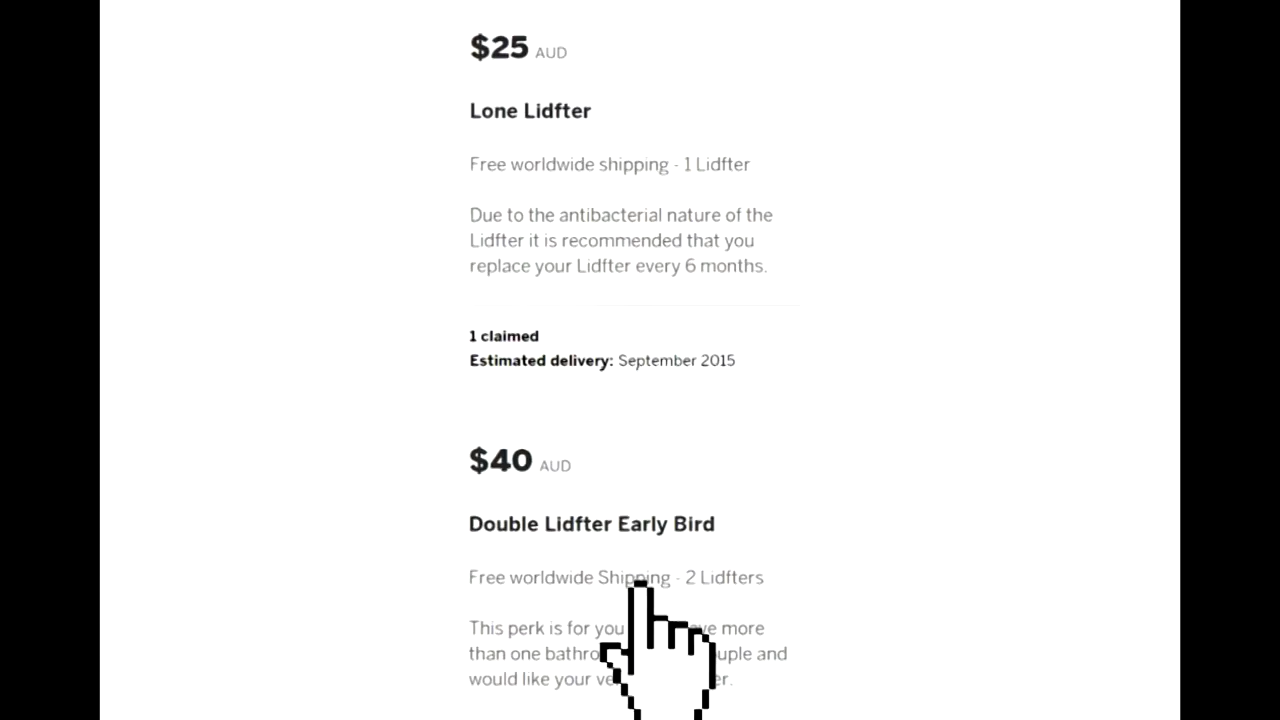 $25 AUD
Lone Lidfter
Free worldwide shipping - 1 Lidfter
Due to the antibacterial nature of the
Lidfter it is recommended that you
replace your Lidfter every 6 months.
1 claimed
Estimated delivery: September 2015
$40 AUD
Double Lidfter Early Bird
Free worldwide Shipping - 2 Lidfters
This perk is for you more
than one and
would like your